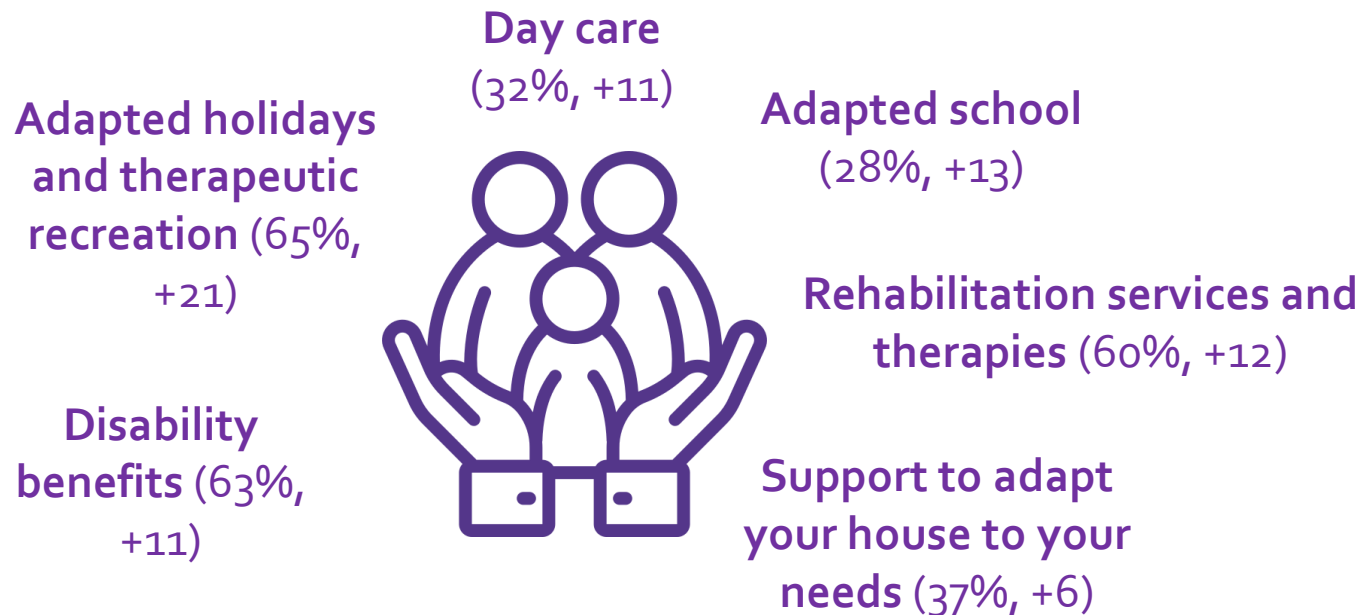 Day care
(32%, +11)
Adapted holidays
and therapeutic
recreation (65%,
+21)
Adapted school
(28%, +13)
Rehabilitation services and
therapies (60%, +12)
Disability
benefits (63%,
+11)
Support to adapt
your house to your
needs (37%, +6)